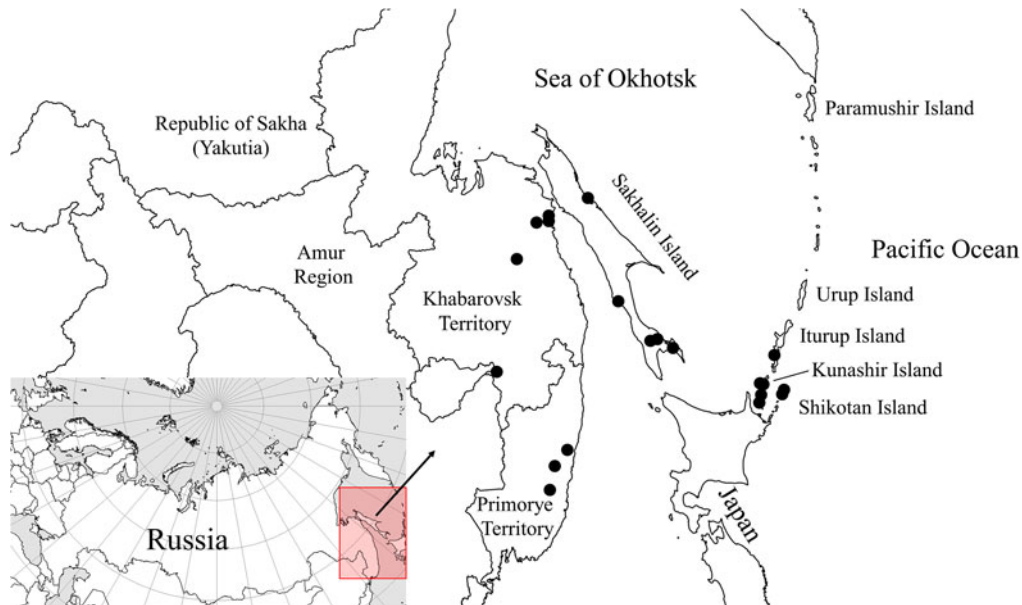 Sea of Okhotsk
Paramushir Island
Republic of Sakha
(Yakutia)
Sakhalin Island
Amur
Region
Pacific Ocean
Khabarovsk
Territory
Urup Island
Iturup Island
Kunashir Island
Shikotan Island
Primorye
Territory
Japan
Russia